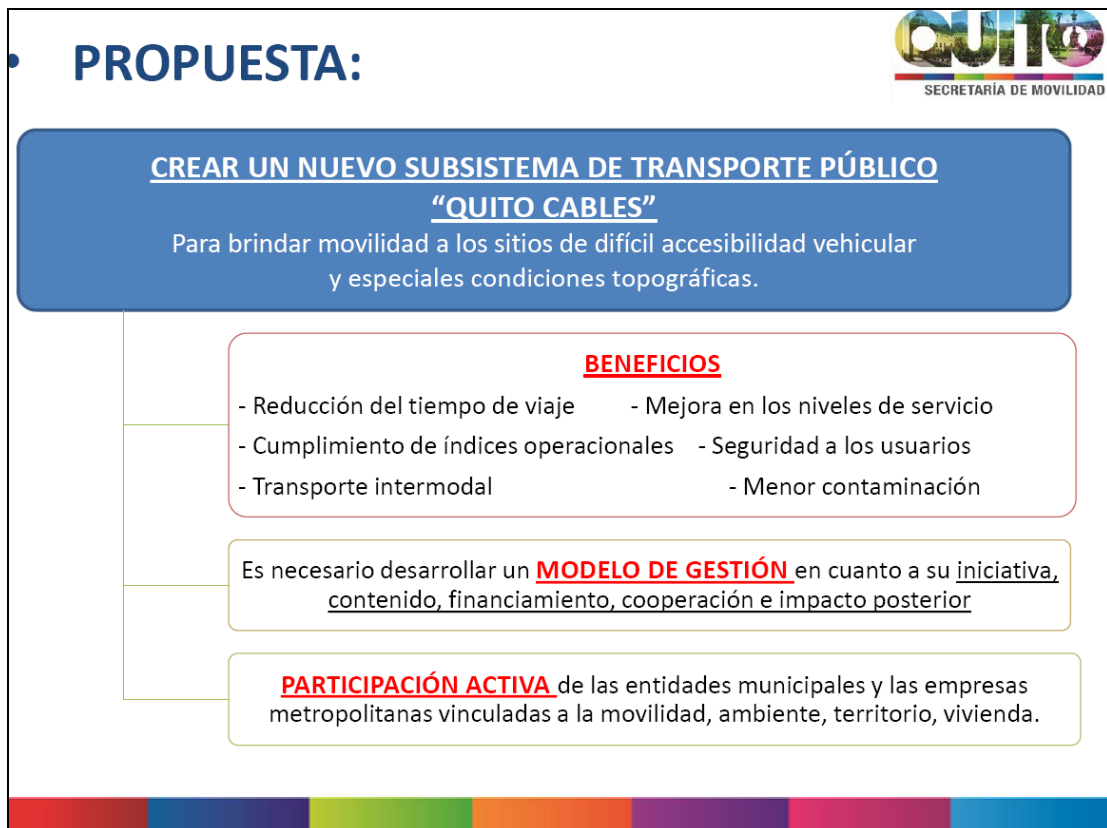 • PROPUESTA:
QUITO
SECRETARÍA DE MOVILIDAD
CREAR UN NUEVO SUBSISTEMA DE TRANSPORTE PÚBLICO
“QUITO CABLES”
Para brindar movilidad a los sitios de difícil accesibilidad vehicular
y especiales condiciones topográficas.
BENEFICIOS
- Reducción del tiempo de viaje - Mejora en los niveles de servicio
- Cumplimiento de índices operacionales - Seguridad a los usuarios
- Transporte intermodal - Menor contaminación
Es necesario desarrollar un MODELO DE GESTIÓN en cuanto a su iniciativa,
contenido, financiamiento, cooperación e impacto posterior
PARTICIPACIÓN ACTIVA de las entidades municipales y las empresas
metropolitanas vinculadas a la movilidad, ambiente, territorio, vivienda.